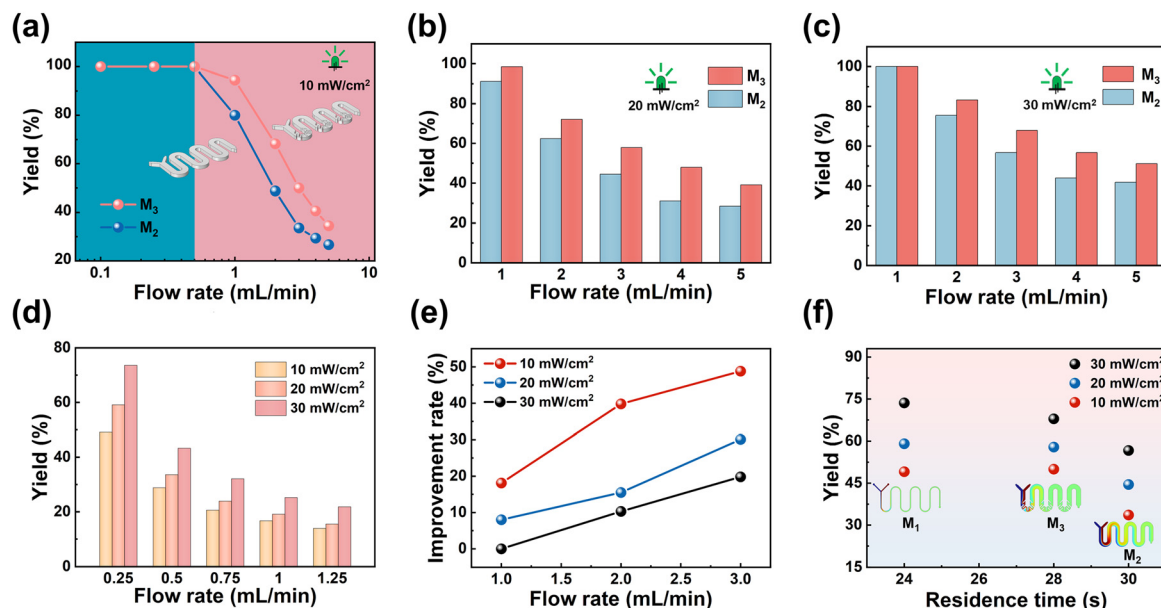 (a)
Yield (%)
100
80
60
40
20
10 mW/cm²
M₃
M₂
0.1
1
10
Flow rate (mL/min)
(b)
Yield (%)
100
80
60
40
20
0
20 mW/cm²
M₃
M₂
1 2 3 4 5
Flow rate (mL/min)
(c)
Yield (%)
100
80
60
40
20
0
30 mW/cm²
M₃
M₂
1 2 3 4 5
Flow rate (mL/min)
(d)
Yield (%)
80
60
40
20
0
10 mW/cm²
20 mW/cm²
30 mW/cm²
0.25 0.5 0.75 1 1.25
Flow rate (mL/min)
(e)
Improvement rate (%)
50
40
30
20
10
0
10 mW/cm²
20 mW/cm²
30 mW/cm²
1.0 1.5 2.0 2.5 3.0
Flow rate (mL/min)
(f)
Yield (%)
90
75
60
45
30
15
30 mW/cm²
20 mW/cm²
10 mW/cm²
M₁
M₃
M₂
24 26 28 30
Residence time (s)